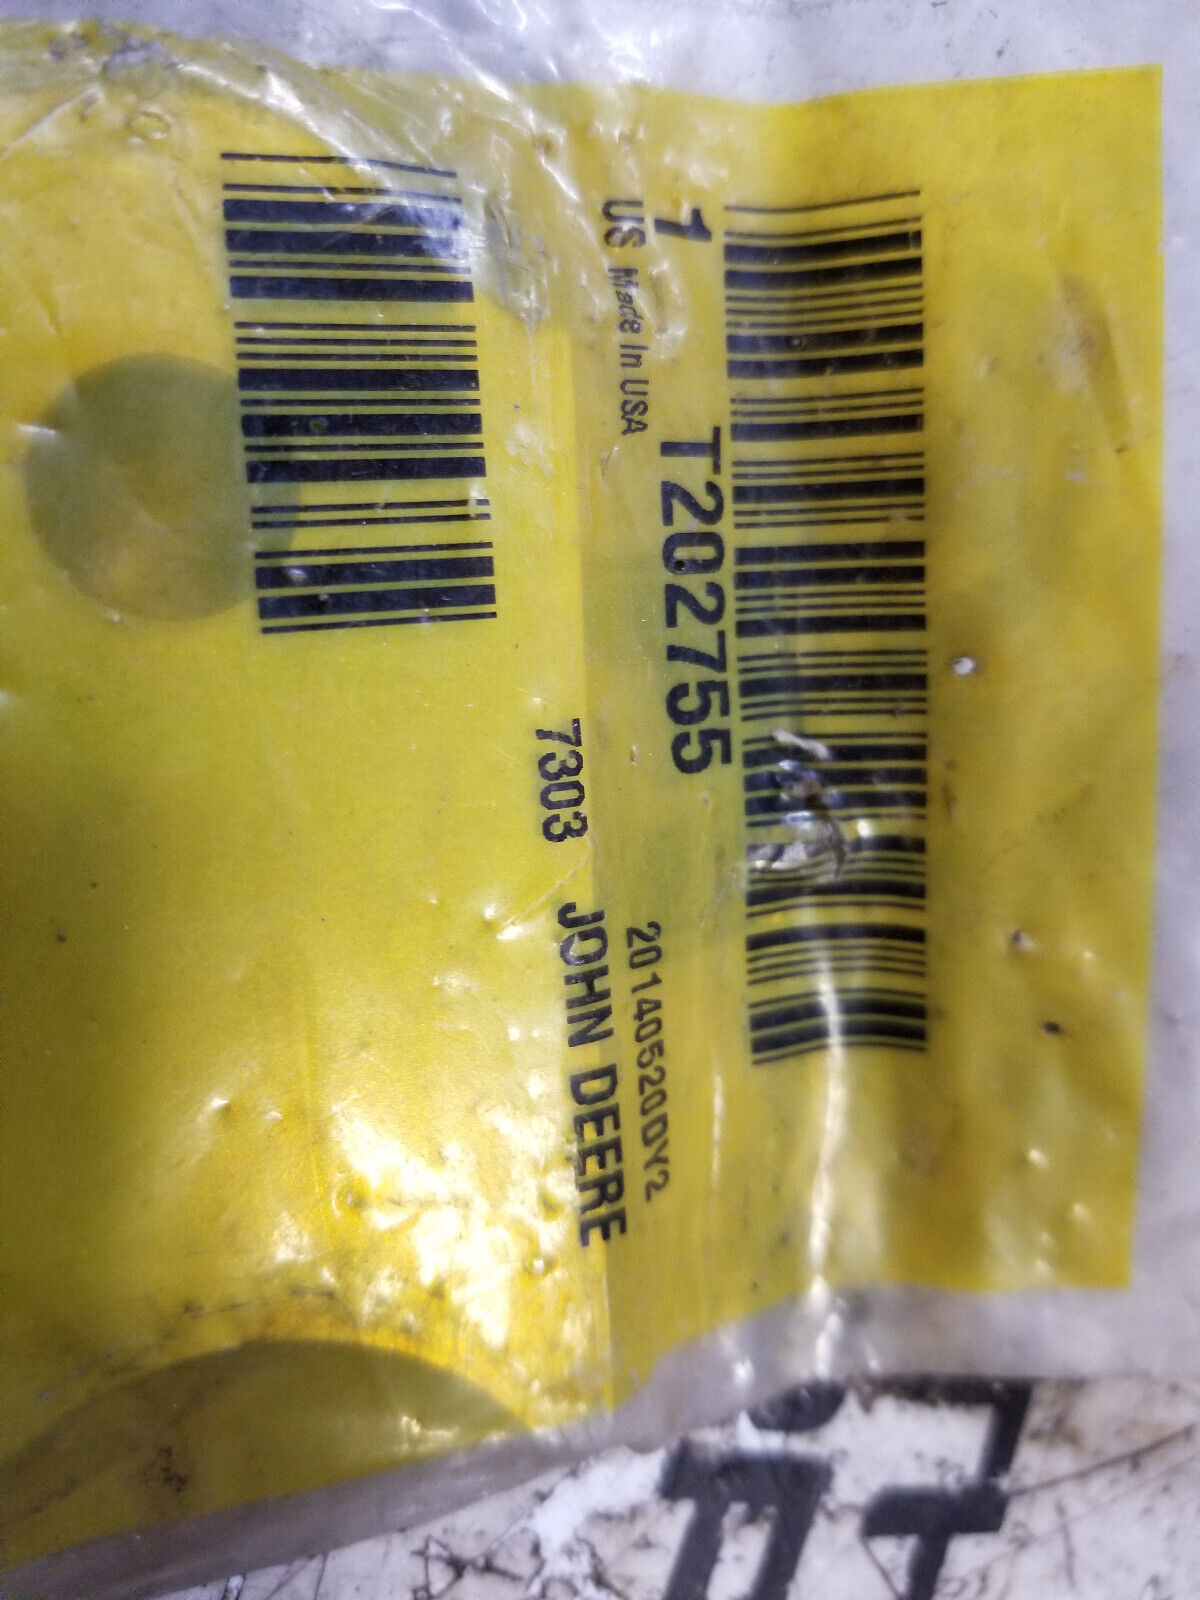 1 T202755
US Made In USA 20140520DY2
7303 JOHN DEERE